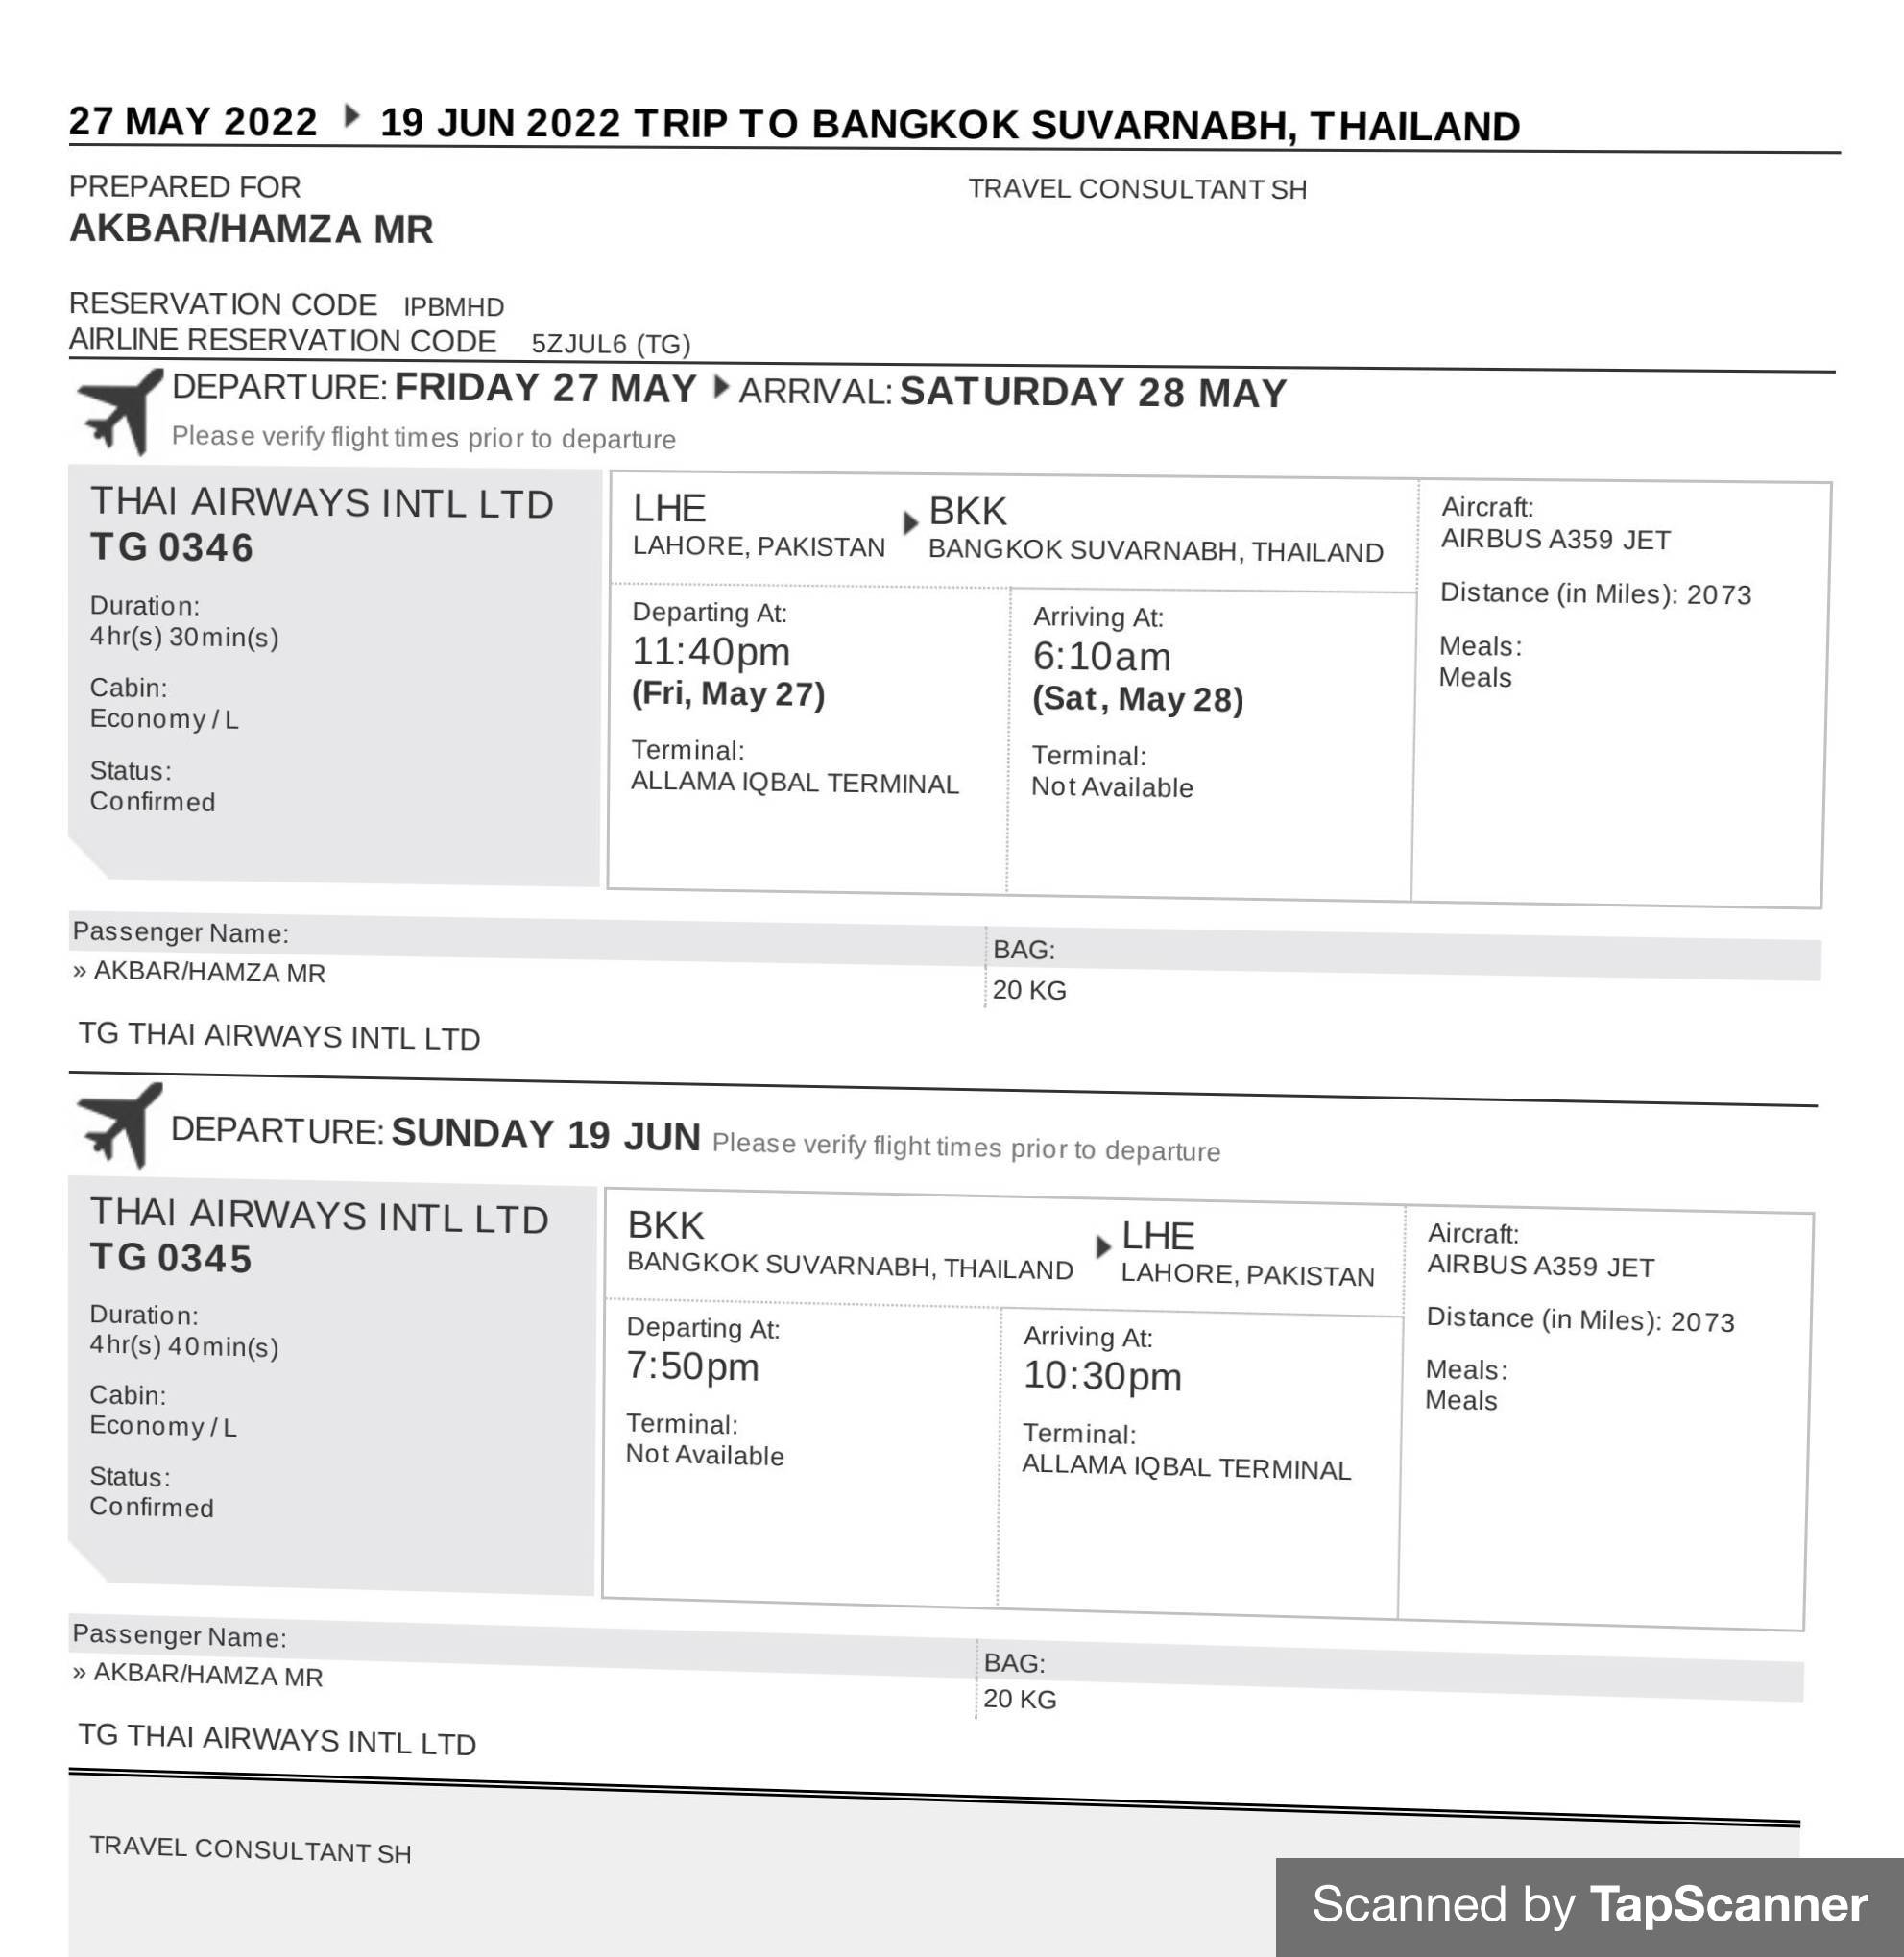 27 MAY 2022 ▶ 19 JUN 2022 TRIP TO BANGKOK SUVARNABH, THAILAND
PREPARED FOR
AKBAR/HAMZA MR
TRAVEL CONSULTANT SH
RESERVATION CODE IPBMHD
AIRLINE RESERVATION CODE 5ZJUL6 (TG)
DEPARTURE: FRIDAY 27 MAY ▶ ARRIVAL: SATURDAY 28 MAY
Please verify flight times prior to departure
THAI AIRWAYS INTL LTD
TG 0346
Duration:
4hr(s) 30min(s)
Cabin:
Economy / L
Status:
Confirmed
LHE
LAHORE, PAKISTAN
▶ BKK
BANGKOK SUVARNABH, THAILAND
Departing At:
11:40pm
(Fri, May 27)
Terminal:
ALLAMA IQBAL TERMINAL
Arriving At:
6:10am
(Sat, May 28)
Terminal:
Not Available
Aircraft:
AIRBUS A359 JET
Distance (in Miles): 2073
Meals:
Meals
Passenger Name:
» AKBAR/HAMZA MR
BAG:
20 KG
TG THAI AIRWAYS INTL LTD
DEPARTURE: SUNDAY 19 JUN Please verify flight times prior to departure
THAI AIRWAYS INTL LTD
TG 0345
Duration:
4hr(s) 40min(s)
Cabin:
Economy / L
Status:
Confirmed
BKK
BANGKOK SUVARNABH, THAILAND
▶ LHE
LAHORE, PAKISTAN
Departing At:
7:50pm
Terminal:
Not Available
Arriving At:
10:30pm
Terminal:
ALLAMA IQBAL TERMINAL
Aircraft:
AIRBUS A359 JET
Distance (in Miles): 2073
Meals:
Meals
Passenger Name:
» AKBAR/HAMZA MR
BAG:
20 KG
TG THAI AIRWAYS INTL LTD
TRAVEL CONSULTANT SH
Scanned by TapScanner